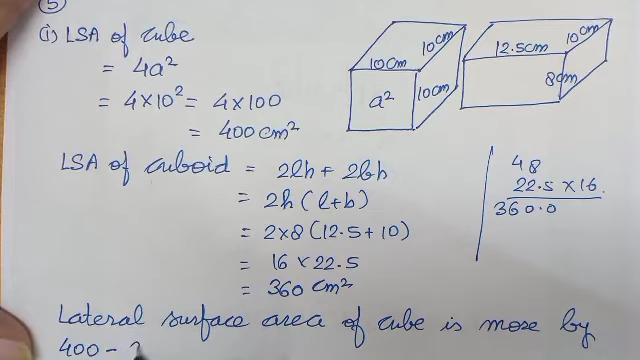 5
(i) LSA of cube
= 4a²
= 4×10² = 4×100
= 400cm²
10cm
10cm
10cm
a²
12.5cm
10cm
8cm
LSA of cuboid = 2lh + 2bh
= 2h (l+b)
= 2×8 (12.5 + 10)
= 16 × 22.5
= 360 cm²
48
22.5 × 16
360.0
Lateral surface area of cube is more by
400 -